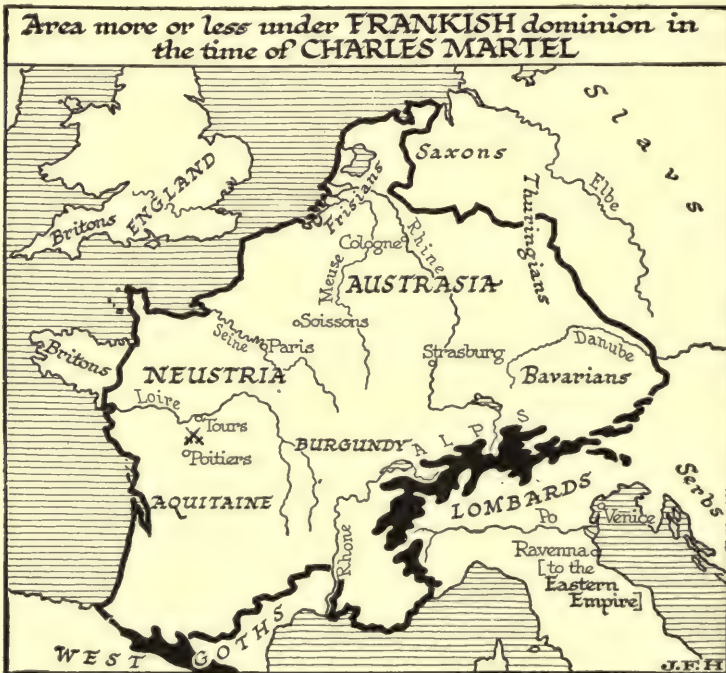 Area more or less under FRANKISH dominion in
the time of CHARLES MARTEL
Slavs
Saxons
Elbe
ENGLAND
Britons
Frisians
Thuringians
Cologne
Rhine
Meuse
AUSTRASIA
Soissons
Seine
Paris
Strasburg
Danube
Britons
NEUSTRIA
Bavarians
Loire
Tours
Poitiers
BURGUNDY
ALPS
AQUITAINE
LOMBARDS
Serbs
Po
Venice
Rhone
Ravenna
[to the
Eastern
Empire]
WEST GOTHS
J.F.H